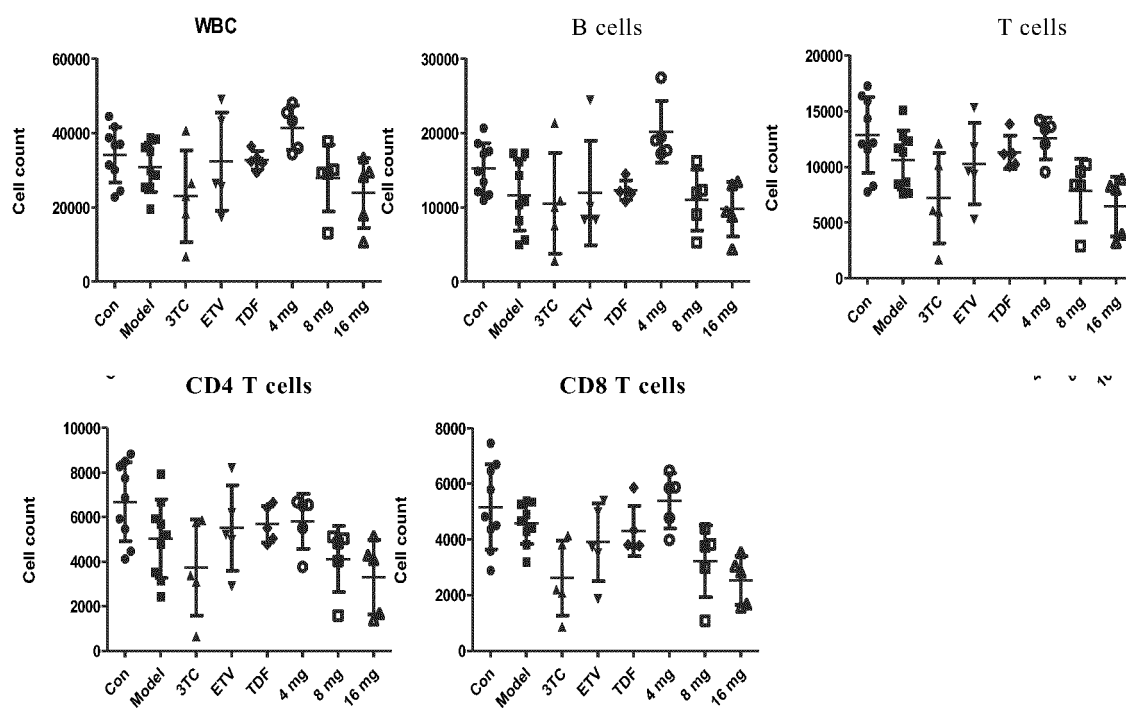 WBC
Cell count
60000
40000
20000
0
Con
Model
3TC
ETV
TDF
4 mg
8 mg
16 mg
B cells
Cell count
30000
20000
10000
0
Con
Model
3TC
ETV
TDF
4 mg
8 mg
16 mg
T cells
Cell count
20000
15000
10000
5000
0
Con
Model
3TC
ETV
TDF
4 mg
8 mg
16 mg
CD4 T cells
Cell count
10000
8000
6000
4000
2000
0
Con
Model
3TC
ETV
TDF
4 mg
8 mg
16 mg
CD8 T cells
Cell count
8000
6000
4000
2000
0
Con
Model
3TC
ETV
TDF
4 mg
8 mg
16 mg